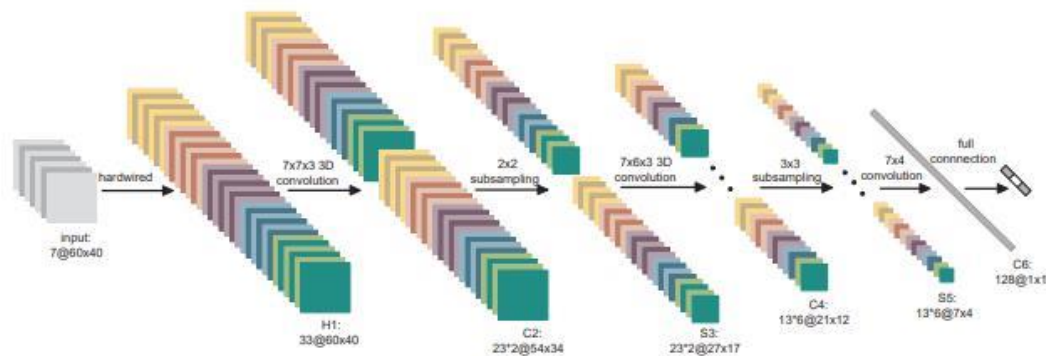 hardwired
7x7x3 3D
convolution
2x2
subsampling
7x6x3 3D
convolution
3x3
subsampling
7x4
convolution
full
connnection
input:
7@60x40
H1:
33@60x40
C2:
23*2@54x34
S3:
23*2@27x17
C4:
13*6@21x12
S5:
13*6@7x4
C6:
128@1x1